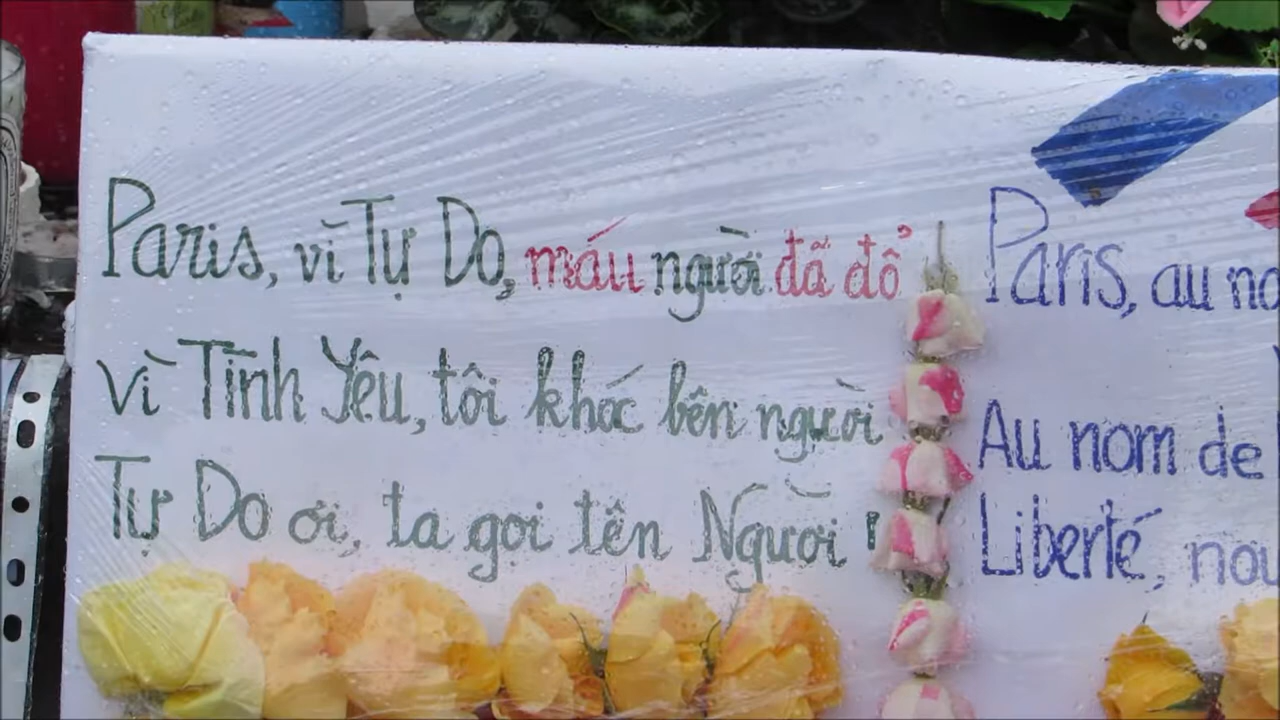 Paris, vì Tự Do, máu người đã đổ
vì Tình Yêu, tôi khóc bên người
Tự Do ơi, ta gọi tên Người !
Paris, au
Au nom de
Liberté,